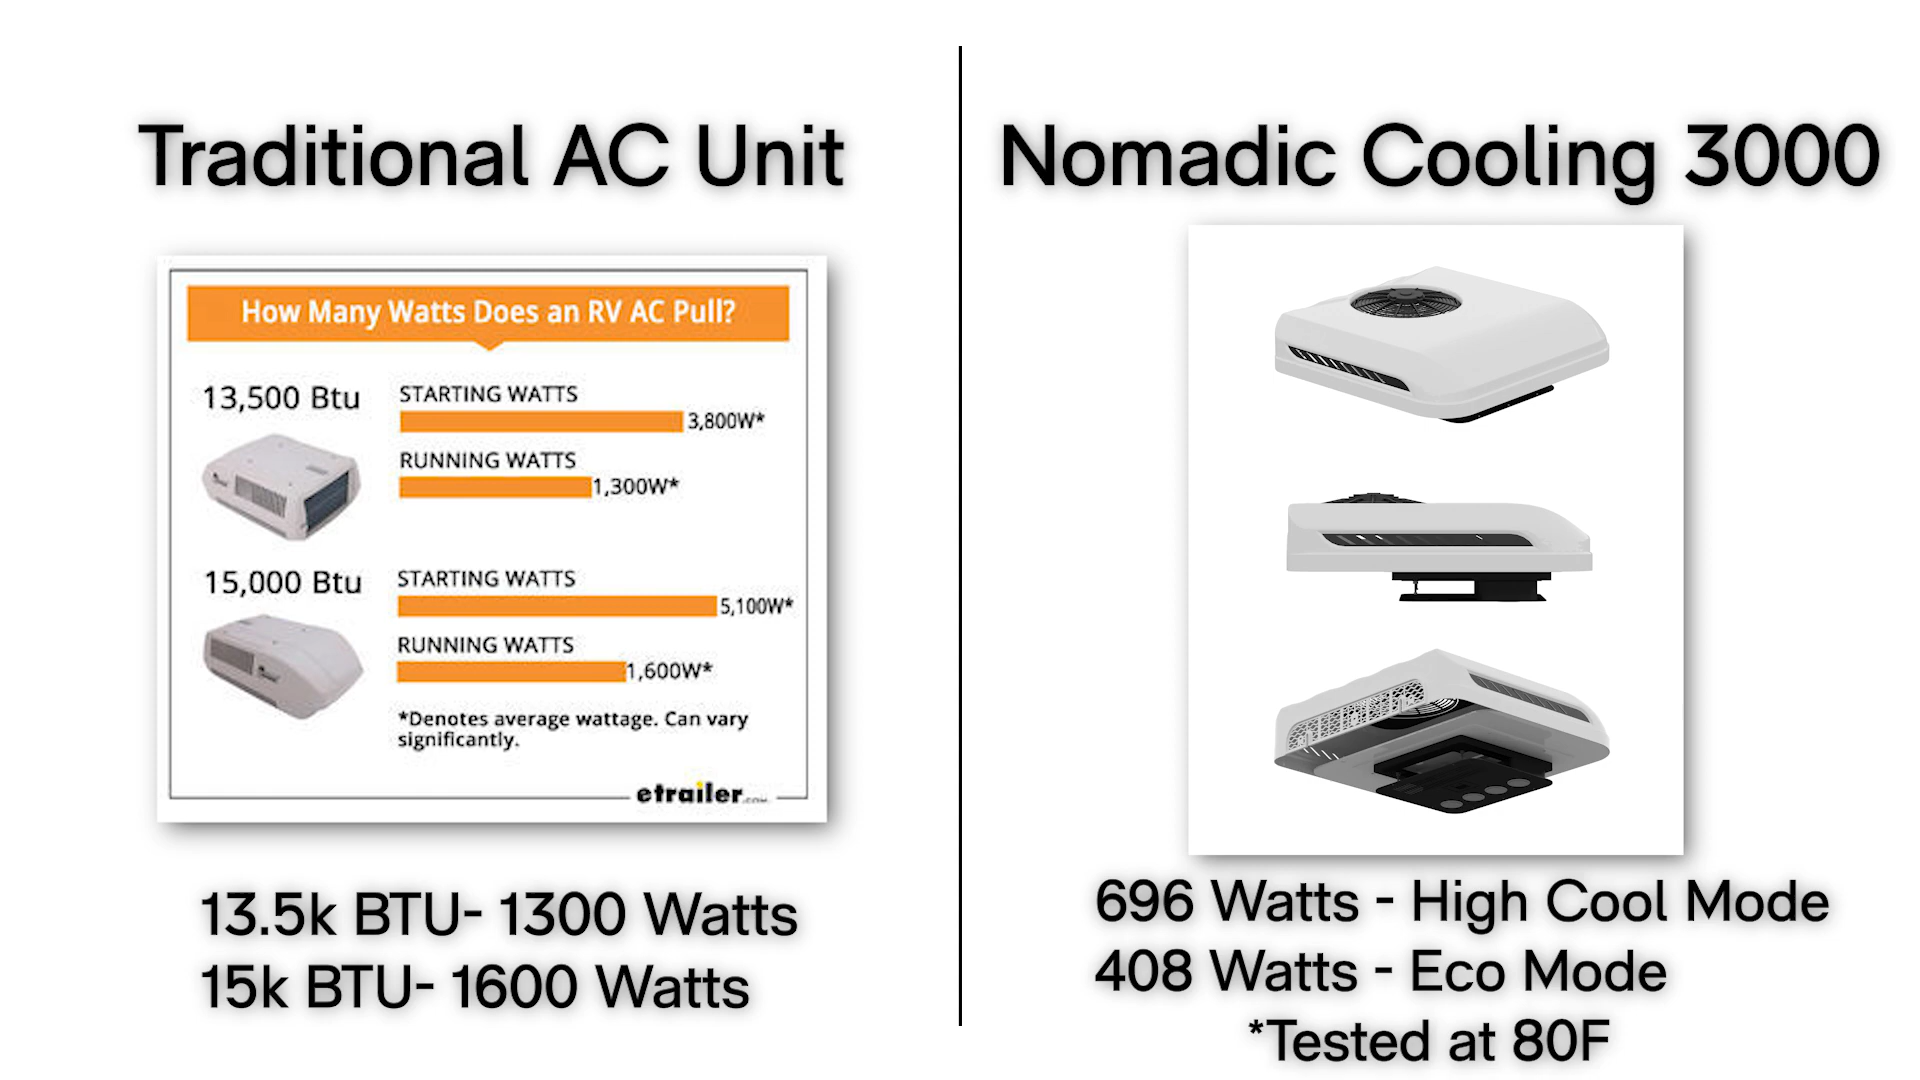 Traditional AC Unit
How Many Watts Does an RV AC Pull?
13,500 Btu
STARTING WATTS
3,800W*
RUNNING WATTS
1,300W*
15,000 Btu
STARTING WATTS
5,100W*
RUNNING WATTS
1,600W*
*Denotes average wattage. Can vary
significantly.
etrailer.com
13.5k BTU- 1300 Watts
15k BTU- 1600 Watts
Nomadic Cooling 3000
696 Watts - High Cool Mode
408 Watts - Eco Mode
*Tested at 80F